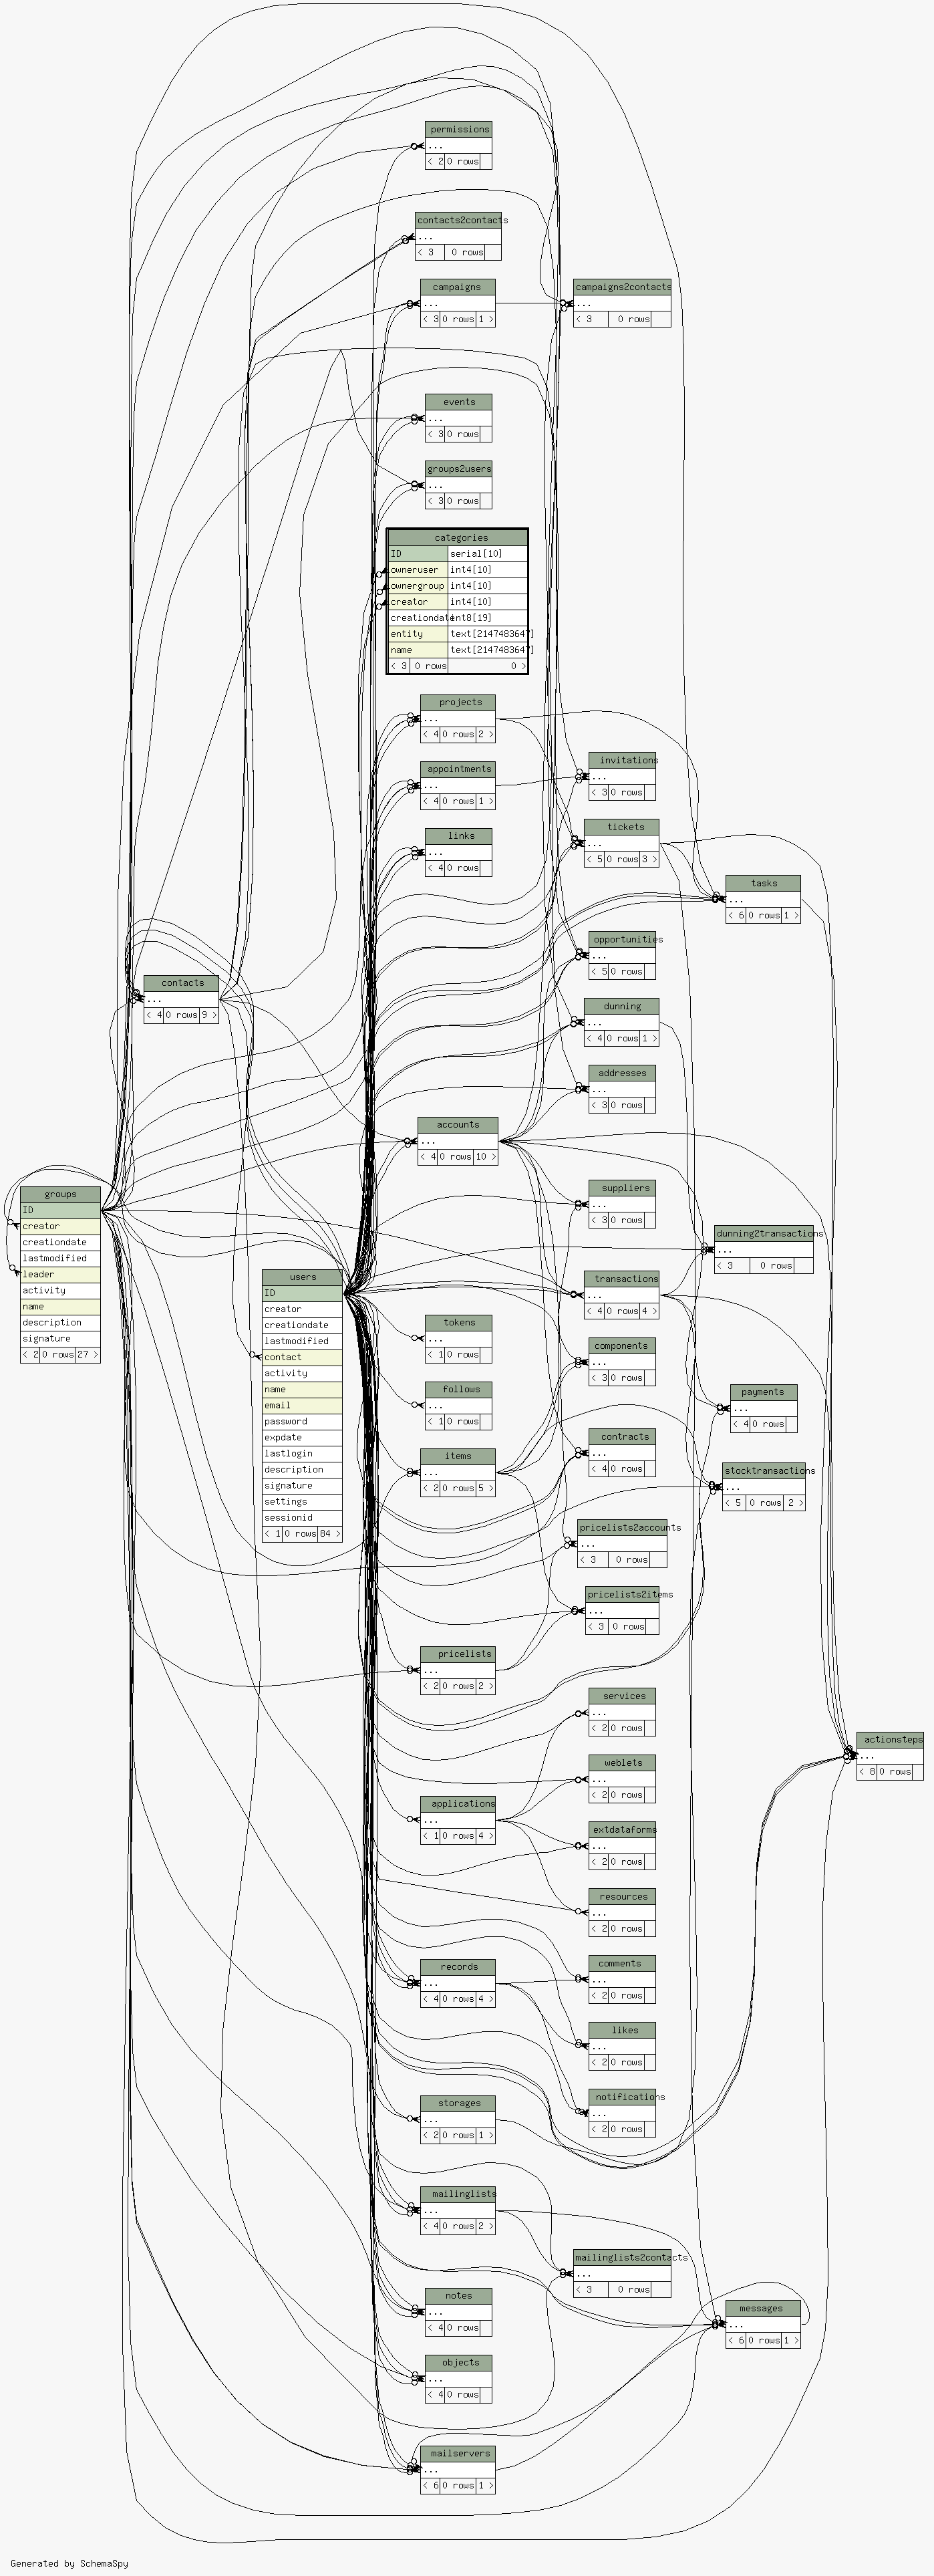 permissions
...
< 2 0 rows
contacts2contacts
...
< 3 0 rows
campaigns
...
< 3 0 rows 1 >
campaigns2contacts
...
< 3 0 rows
events
...
< 3 0 rows
groups2users
...
< 3 0 rows
categories
ID serial[10]
owneruser int4[10]
ownergroup int4[10]
creator int4[10]
creationdate int8[19]
entity text[2147483647]
name text[2147483647]
< 3 0 rows 0 >
projects
...
< 4 0 rows 2 >
invitations
...
< 3 0 rows
appointments
...
< 4 0 rows 1 >
tickets
...
< 5 0 rows 3 >
links
...
< 4 0 rows
tasks
...
< 6 0 rows 1 >
opportunities
...
< 5 0 rows
contacts
...
< 4 0 rows 9 >
dunning
...
< 4 0 rows 1 >
addresses
...
< 3 0 rows
accounts
...
< 4 0 rows 10 >
suppliers
...
< 3 0 rows
groups
ID
creator
creationdate
lastmodified
leader
activity
name
description
signature
< 2 0 rows 27 >
dunning2transactions
...
< 3 0 rows
users
ID
creator
creationdate
lastmodified
contact
activity
name
email
password
expdate
lastlogin
description
signature
settings
sessionid
< 1 0 rows 84 >
transactions
...
< 4 0 rows 4 >
tokens
...
< 1 0 rows
components
...
< 3 0 rows
follows
...
< 1 0 rows
payments
...
< 4 0 rows
contracts
...
< 4 0 rows
items
...
< 2 0 rows 5 >
stocktransactions
...
< 5 0 rows 2 >
pricelists2accounts
...
< 3 0 rows
pricelists2items
...
< 3 0 rows
pricelists
...
< 2 0 rows 2 >
services
...
< 2 0 rows
actionsteps
...
< 8 0 rows
weblets
...
< 2 0 rows
applications
...
< 1 0 rows 4 >
extdataforms
...
< 2 0 rows
resources
...
< 2 0 rows
comments
...
< 2 0 rows
records
...
< 4 0 rows 4 >
likes
...
< 2 0 rows
notifications
...
< 2 0 rows
storages
...
< 2 0 rows 1 >
mailinglists
...
< 4 0 rows 2 >
mailinglists2contacts
...
< 3 0 rows
notes
...
< 4 0 rows
messages
...
< 6 0 rows 1 >
objects
...
< 4 0 rows
mailservers
...
< 6 0 rows 1 >
Generated by SchemaSpy